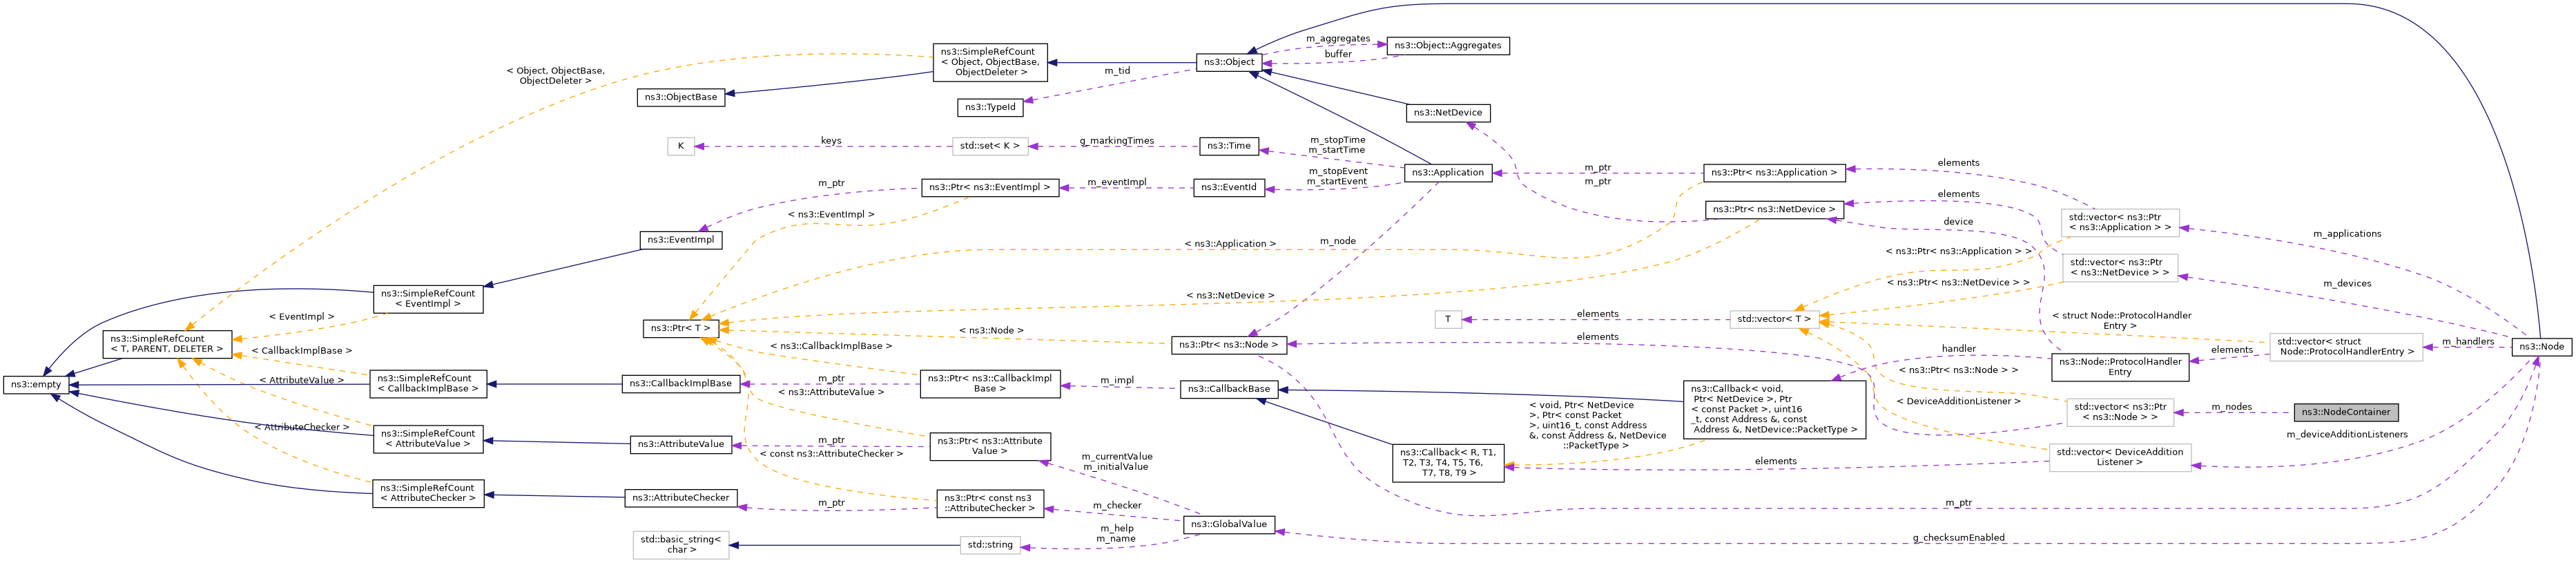 < Object, ObjectBase,
ObjectDeleter >
ns3::SimpleRefCount
< Object, ObjectBase,
ObjectDeleter >
ns3::ObjectBase
m_tid
ns3::TypeId
ns3::Object
m_aggregates
buffer
ns3::Object::Aggregates
ns3::NetDevice
K
keys
std::set< K >
g_markingTimes
ns3::Time
m_stopTime
m_startTime
m_stopEvent
m_startEvent
ns3::Application
m_ptr
m_ptr
ns3::Ptr< ns3::Application >
elements
m_ptr
ns3::Ptr< ns3::EventImpl >
m_eventImpl
ns3::EventId
elements
ns3::Ptr< ns3::NetDevice >
device
std::vector< ns3::Ptr
< ns3::Application > >
m_applications
< ns3::EventImpl >
ns3::EventImpl
< ns3::Application >
m_node
< ns3::Ptr< ns3::Application > >
std::vector< ns3::Ptr
< ns3::NetDevice > >
m_devices
< ns3::Ptr< ns3::NetDevice > >
ns3::SimpleRefCount
< EventImpl >
< ns3::NetDevice >
< EventImpl >
ns3::SimpleRefCount
< T, PARENT, DELETER >
ns3::Ptr< T >
< ns3::Node >
T
elements
std::vector< T >
< struct Node::ProtocolHandler
Entry >
ns3::Ptr< ns3::Node >
elements
std::vector< struct
Node::ProtocolHandlerEntry >
m_handlers
ns3::Node
< CallbackImplBase >
< ns3::CallbackImplBase >
handler
elements
ns3::Node::ProtocolHandler
Entry
< ns3::Ptr< ns3::Node > >
ns3::empty
< AttributeValue >
ns3::SimpleRefCount
< CallbackImplBase >
ns3::CallbackImplBase
m_ptr
< ns3::AttributeValue >
ns3::Ptr< ns3::CallbackImpl
Base >
m_impl
ns3::CallbackBase
ns3::Callback< void,
Ptr< NetDevice >, Ptr
< const Packet >, uint16
_t, const Address &, const
Address &, NetDevice::PacketType >
< DeviceAdditionListener >
std::vector< ns3::Ptr
< ns3::Node > >
m_nodes
ns3::NodeContainer
< void, Ptr< NetDevice
>, Ptr< const Packet
>, uint16_t, const Address
&, const Address &, NetDevice
::PacketType >
< AttributeChecker >
ns3::SimpleRefCount
< AttributeValue >
ns3::AttributeValue
m_ptr
< const ns3::AttributeChecker >
ns3::Ptr< ns3::Attribute
Value >
m_currentValue
m_initialValue
ns3::Callback< R, T1,
T2, T3, T4, T5, T6,
T7, T8, T9 >
elements
std::vector< DeviceAddition
Listener >
m_deviceAdditionListeners
ns3::SimpleRefCount
< AttributeChecker >
ns3::AttributeChecker
m_ptr
ns3::Ptr< const ns3
::AttributeChecker >
m_checker
m_ptr
ns3::GlobalValue
m_help
m_name
g_checksumEnabled
std::basic_string<
char >
std::string